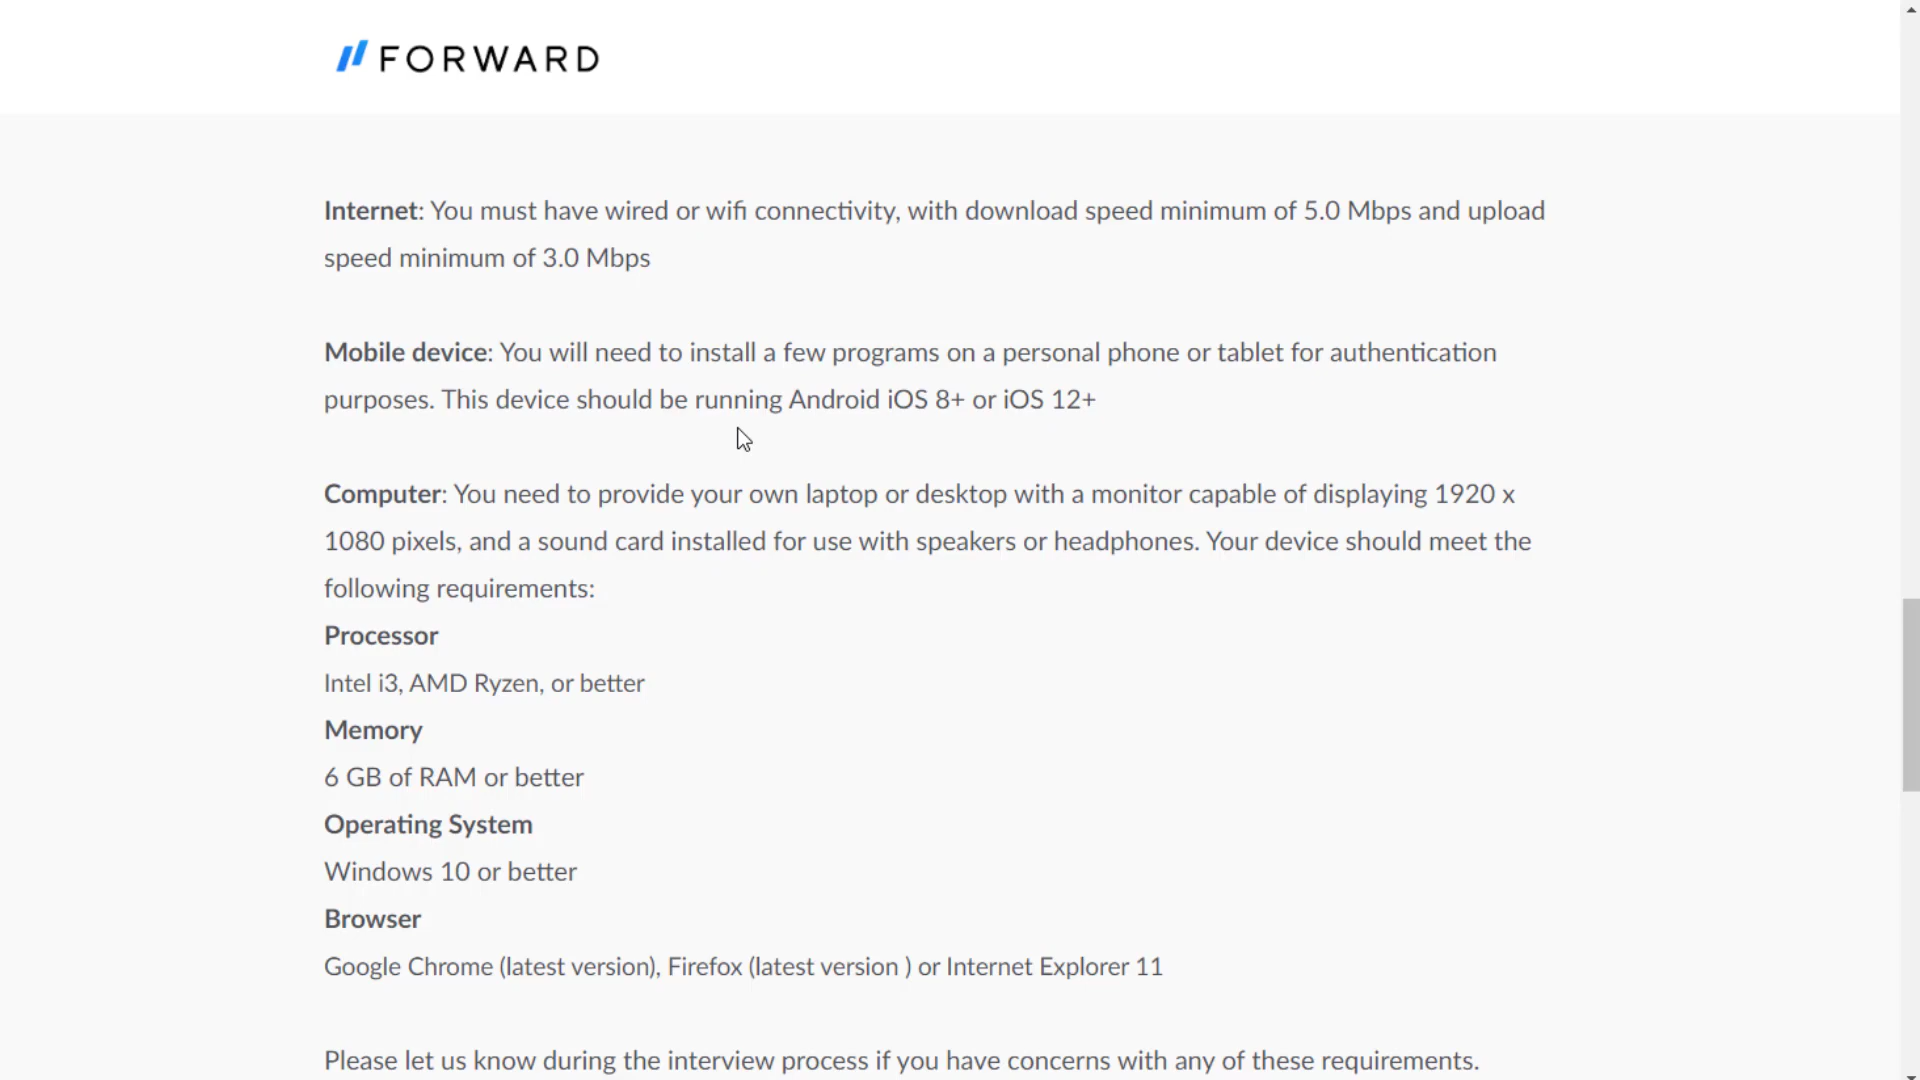 FORWARD
Internet: You must have wired or wifi connectivity, with download speed minimum of 5.0 Mbps and upload
speed minimum of 3.0 Mbps
Mobile device: You will need to install a few programs on a personal phone or tablet for authentication
purposes. This device should be running Android iOS 8+ or iOS 12+
Computer: You need to provide your own laptop or desktop with a monitor capable of displaying 1920 x
1080 pixels, and a sound card installed for use with speakers or headphones. Your device should meet the
following requirements:
Processor
Intel i3, AMD Ryzen, or better
Memory
6 GB of RAM or better
Operating System
Windows 10 or better
Browser
Google Chrome (latest version), Firefox (latest version ) or Internet Explorer 11
Please let us know during the interview process if you have concerns with any of these requirements.